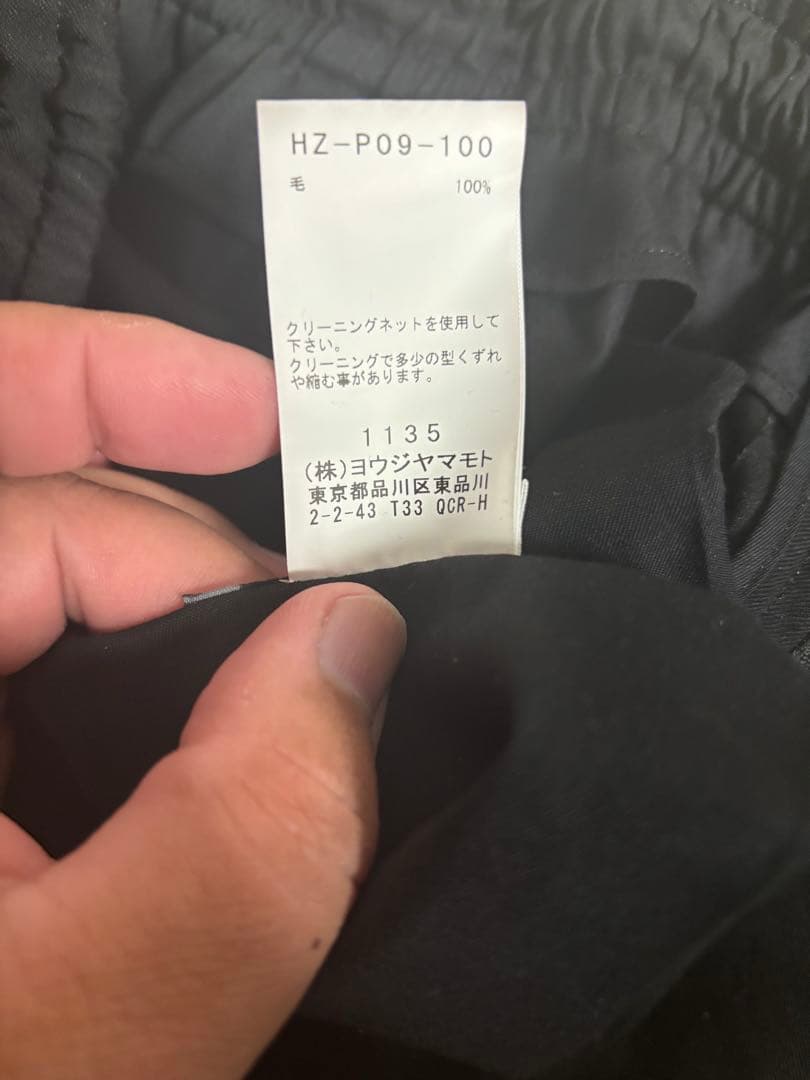 HZ-P09-100
毛 100%
クリーニングネットを使用して
下さい。
クリーニングで多少の型くずれ
や縮む事があります。
1135
(株)ヨウジヤマモト
東京都品川区東品川
2-2-43 T33 QCR-H